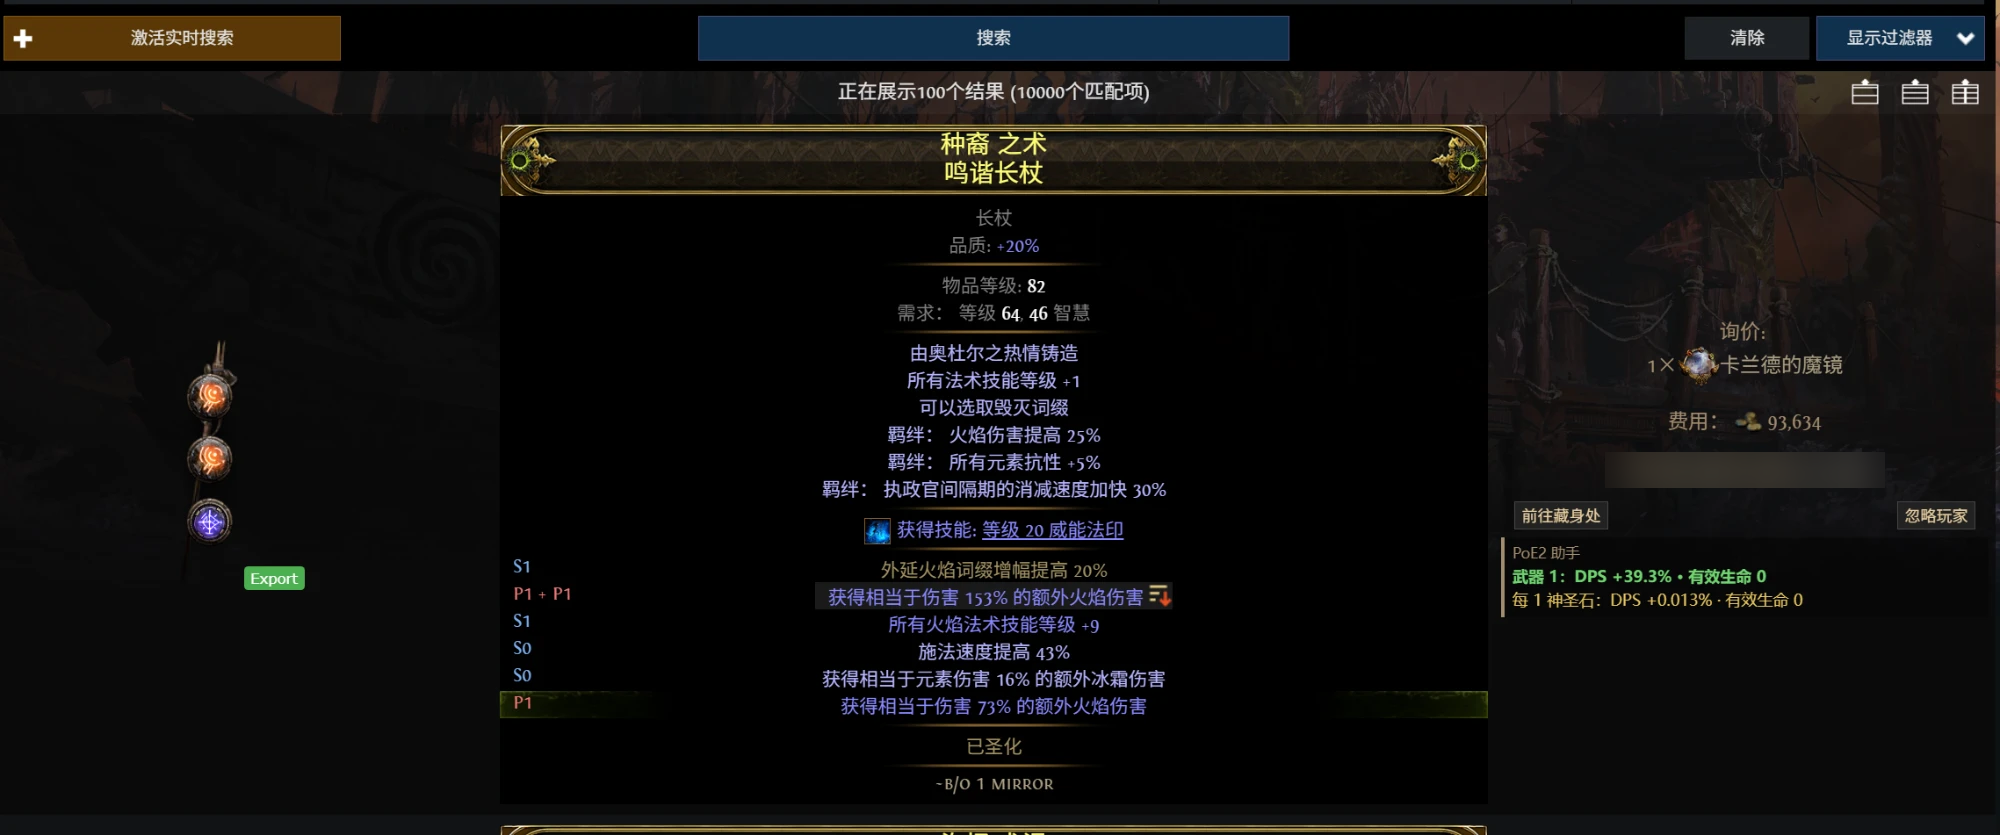 激活实时搜索
搜索
清除
显示过滤器
正在展示100个结果 (10000个匹配项)
种裔 之术
鸣谐长杖
长杖
品质: +20%
物品等级: 82
需求： 等级 64, 46 智慧
由奥杜尔之热情铸造
所有法术技能等级 +1
可以选取毁灭词缀
羁绊： 火焰伤害提高 25%
羁绊： 所有元素抗性 +5%
羁绊： 执政官间隔期的消减速度加快 30%
获得技能: 等级 20 威能法印
S1 外延火焰词缀增幅提高 20%
P1 + P1 获得相当于伤害 153% 的额外火焰伤害
S1 所有火焰法术技能等级 +9
S0 施法速度提高 43%
S0 获得相当于元素伤害 16% 的额外冰霜伤害
P1 获得相当于伤害 73% 的额外火焰伤害
已圣化
~B/O 1 MIRROR
Export
询价:
1× 卡兰德的魔镜
费用： 93,634
前往藏身处
忽略玩家
PoE2 助手
武器 1：DPS +39.3% • 有效生命 0
每 1 神圣石：DPS +0.013% · 有效生命 0